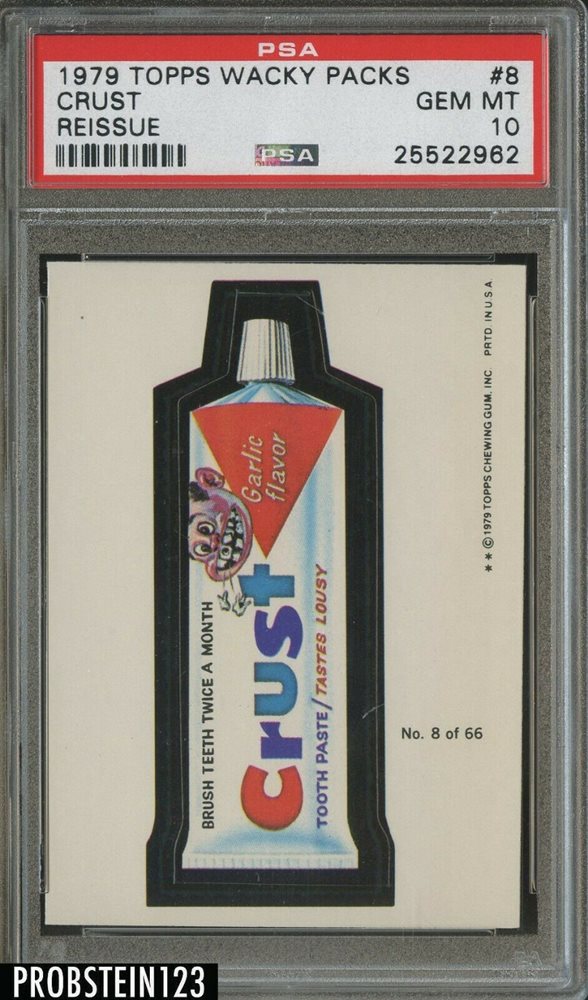 PSA
1979 TOPPS WACKY PACKS #8
CRUST GEM MT
REISSUE 10
PSA 25522962
Garlic
flavor
BRUSH TEETH TWICE A MONTH
Crust
TOOTH PASTE/TASTES LOUSY
No. 8 of 66
* * © 1979 TOPPS CHEWING GUM, INC PRTD. IN U.S.A.
PROBSTEIN123